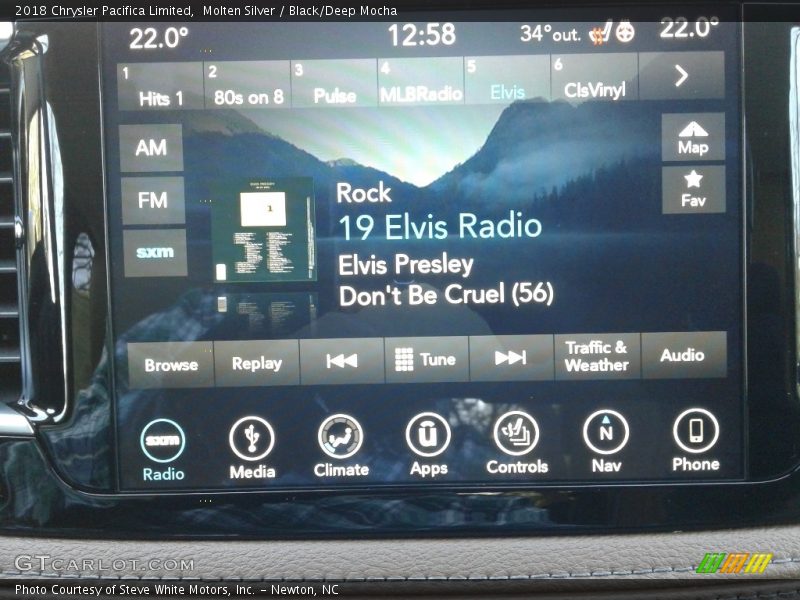 2018 Chrysler Pacifica Limited,  Molten Silver / Black/Deep Mocha
22.0° 12:58 34°out. 22.0°
1 Hits 1 2 80s on 8 3 Pulse 4 MLBRadio 5 Elvis 6 ClsVinyl
AM
FM
sxm
Map
Fav
Rock
19 Elvis Radio
Elvis Presley
Don't Be Cruel (56)
Browse Replay Tune Traffic & Weather Audio
sxm N
Radio Media Climate Apps Controls Nav Phone
GTcarlot.com
Photo Courtesy of Steve White Motors, Inc. – Newton, NC